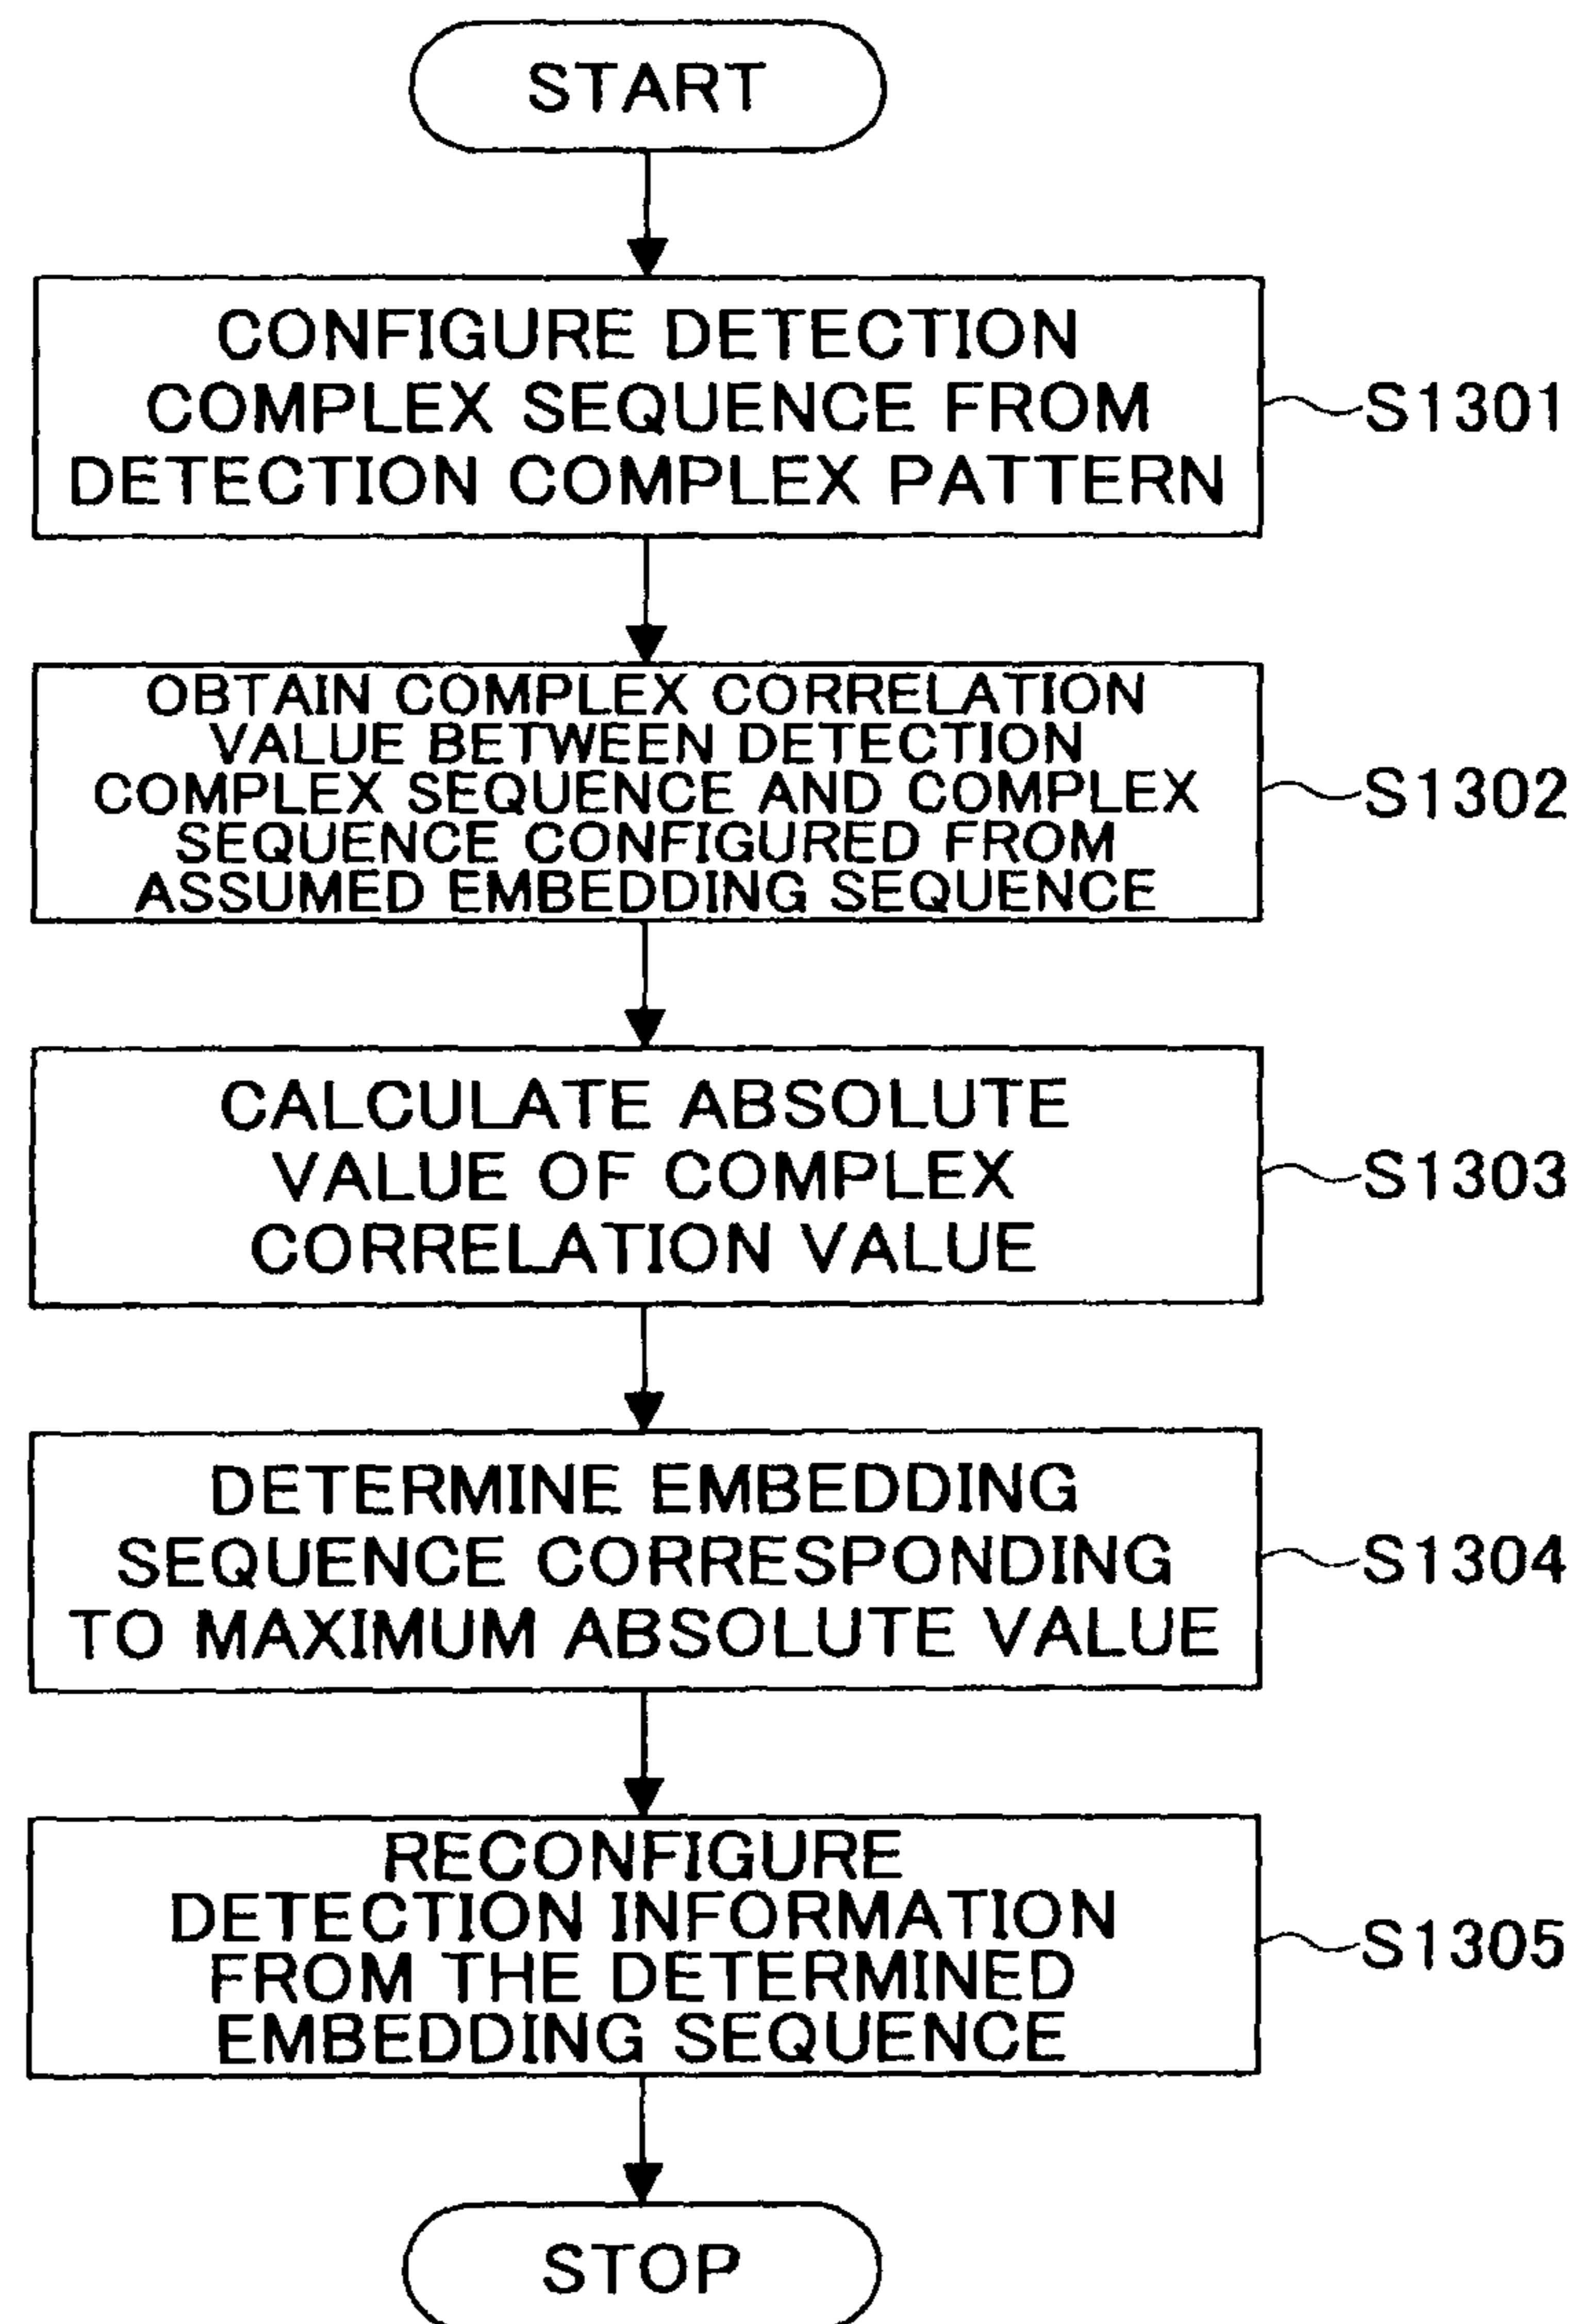 START
CONFIGURE DETECTION
COMPLEX SEQUENCE FROM
DETECTION COMPLEX PATTERN
S1301
OBTAIN COMPLEX CORRELATION
VALUE BETWEEN DETECTION
COMPLEX SEQUENCE AND COMPLEX
SEQUENCE CONFIGURED FROM
ASSUMED EMBEDDING SEQUENCE
S1302
CALCULATE ABSOLUTE
VALUE OF COMPLEX
CORRELATION VALUE
S1303
DETERMINE EMBEDDING
SEQUENCE CORRESPONDING
TO MAXIMUM ABSOLUTE VALUE
S1304
RECONFIGURE
DETECTION INFORMATION
FROM THE DETERMINED
EMBEDDING SEQUENCE
S1305
STOP